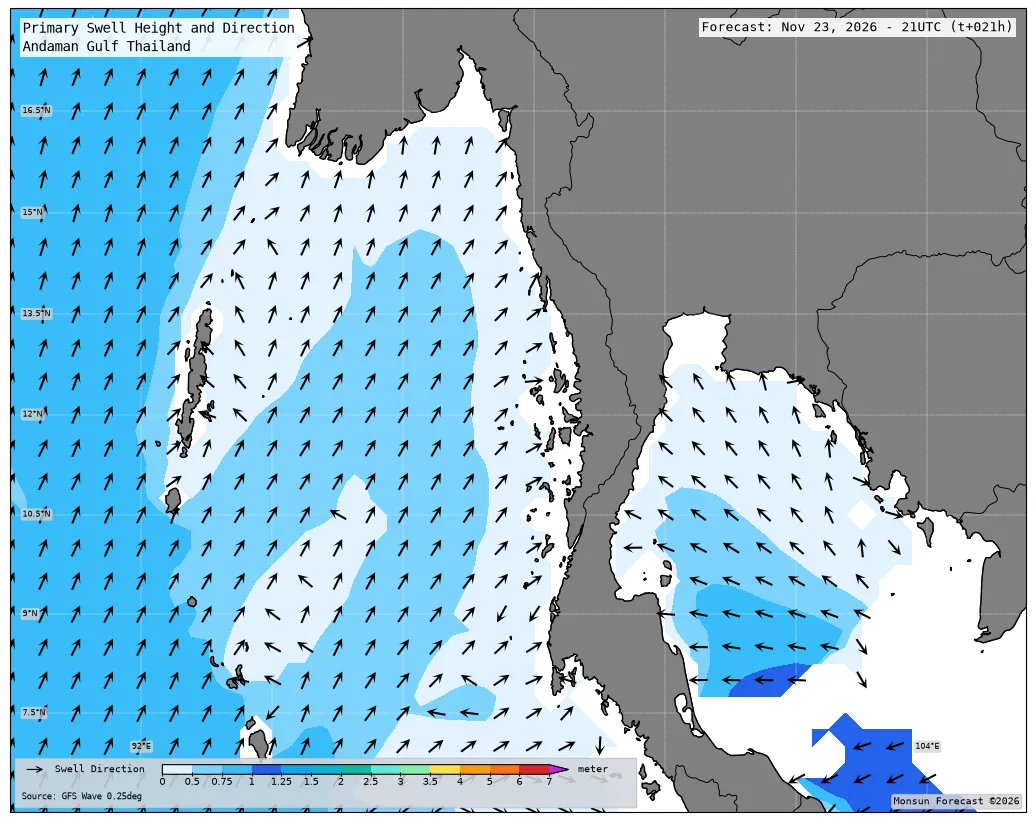 Primary Swell Height and Direction
Andaman Gulf Thailand
Forecast: Nov 23, 2026 - 21UTC (t+021h)
16.5°N
15°N
13.5°N
12°N
10.5°N
9°N
7.5°N
92°E
104°E
Swell Direction
0 0.5 0.75 1 1.25 1.5 2 2.5 3 3.5 4 5 6 7
meter
Source: GFS Wave 0.25deg
Monsun Forecast ©2026